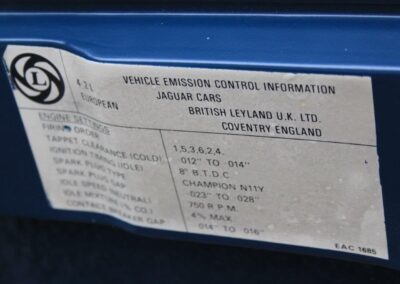 L
4·2 L
EUROPEAN
VEHICLE EMISSION CONTROL INFORMATION
JAGUAR CARS
BRITISH LEYLAND U.K. LTD.
COVENTRY ENGLAND
ENGINE SETTINGS
FIRING ORDER 1,5,3,6,2,4.
TAPPET CLEARANCE (COLD) ·012" TO ·014"
IGNITION TIMING (IDLE) 8° B.T.D.C
SPARK PLUG TYPE CHAMPION N11Y
SPARK PLUG GAP ·023" TO ·028"
IDLE SPEED (NEUTRAL) 750 R.P.M.
IDLE MIXTURE (% CO.) 4% MAX.
CONTACT BREAKER GAP ·014" TO ·016"
EAC 1685